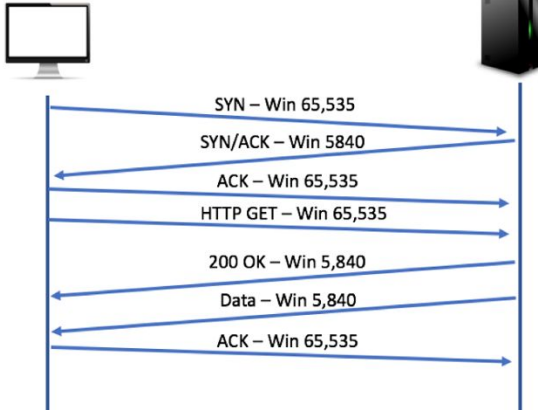 SYN – Win 65,535
SYN/ACK – Win 5840
ACK – Win 65,535
HTTP GET – Win 65,535
200 OK – Win 5,840
Data – Win 5,840
ACK – Win 65,535